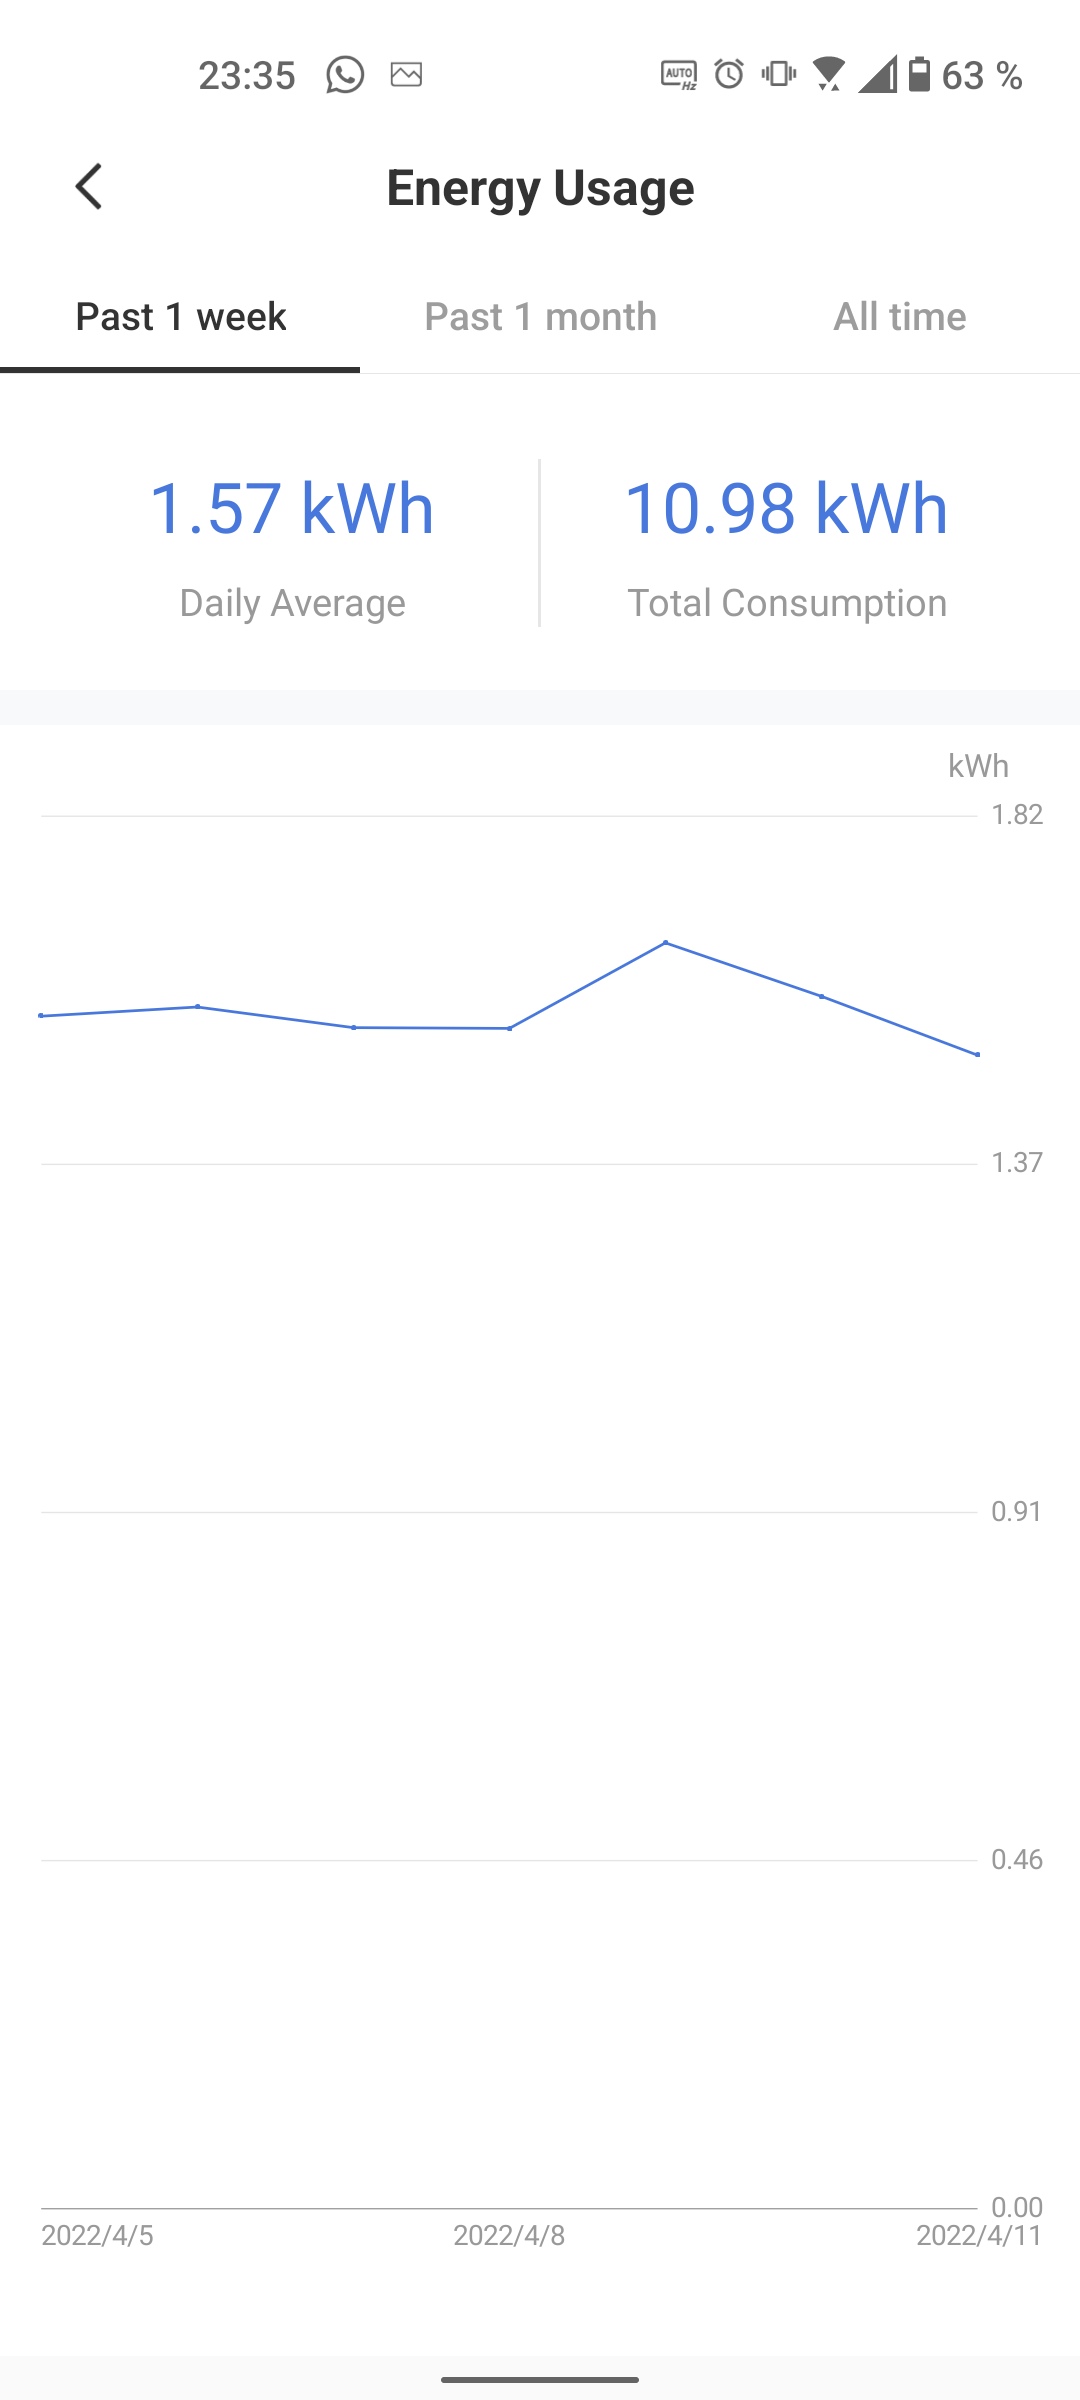 23:35 AUTO Hz 63 %
Energy Usage
Past 1 week Past 1 month All time
1.57 kWh 10.98 kWh
Daily Average Total Consumption
kWh
1.82
1.37
0.91
0.46
0.00
2022/4/5 2022/4/8 2022/4/11